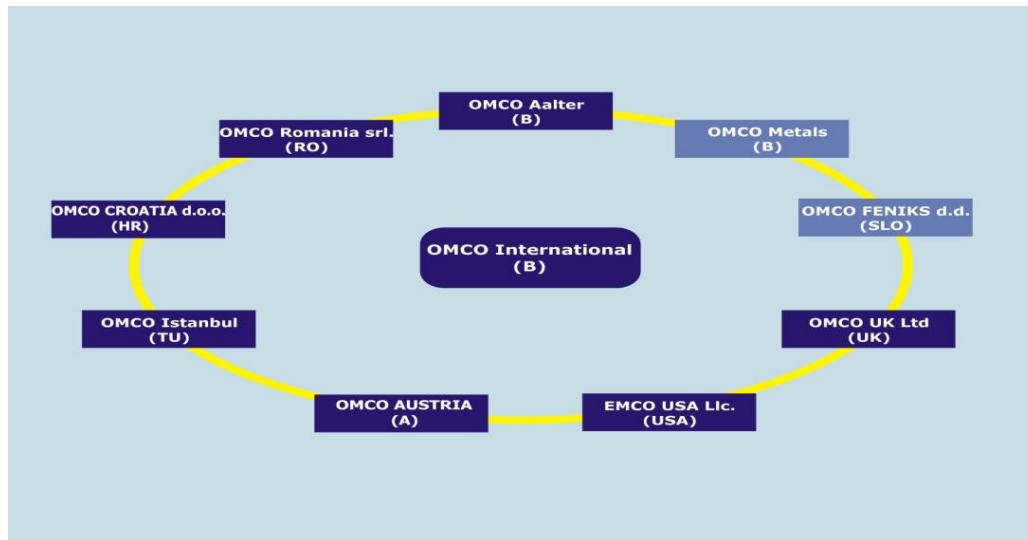 OMCO Aalter
(B)
OMCO Romania srl.
(RO)
OMCO Metals
(B)
OMCO CROATIA d.o.o.
(HR)
OMCO FENIKS d.d.
(SLO)
OMCO International
(B)
OMCO Istanbul
(TU)
OMCO UK Ltd
(UK)
OMCO AUSTRIA
(A)
EMCO USA Llc.
(USA)